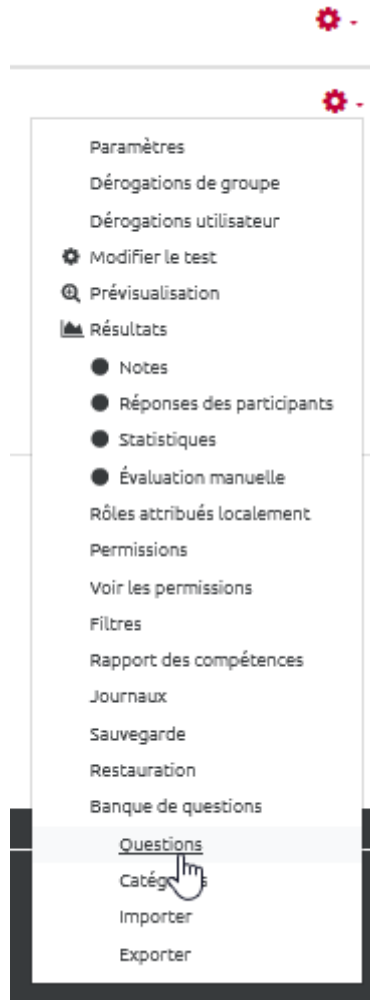 Paramètres
Dérogations de groupe
Dérogations utilisateur
Modifier le test
Prévisualisation
Résultats
Notes
Réponses des participants
Statistiques
Évaluation manuelle
Rôles attribués localement
Permissions
Voir les permissions
Filtres
Rapport des compétences
Journaux
Sauvegarde
Restauration
Banque de questions
Questions
Importer
Exporter